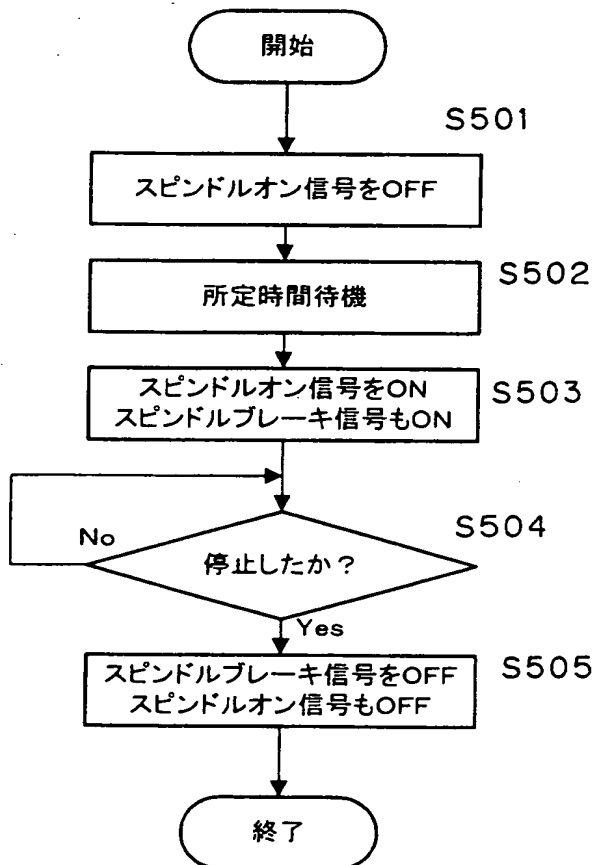 開始
S501
スピンドルオン信号をOFF
S502
所定時間待機
S503
スピンドルオン信号をON
スピンドルブレーキ信号もON
S504
No
停止したか？
Yes
S505
スピンドルブレーキ信号をOFF
スピンドルオン信号もOFF
終了